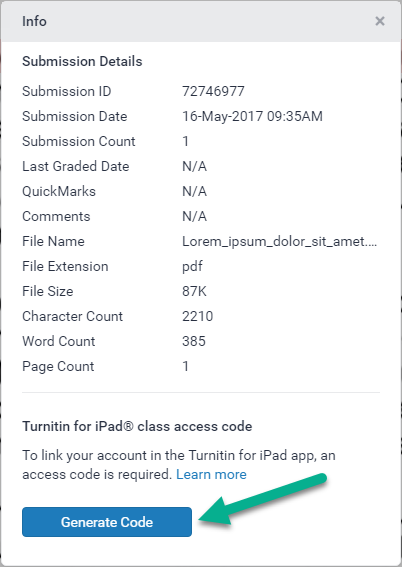 Info ×
Submission Details
Submission ID 72746977
Submission Date 16-May-2017 09:35AM
Submission Count 1
Last Graded Date N/A
QuickMarks N/A
Comments N/A
File Name Lorem_ipsum_dolor_sit_amet....
File Extension pdf
File Size 87K
Character Count 2210
Word Count 385
Page Count 1
Turnitin for iPad® class access code
To link your account in the Turnitin for iPad app, an
access code is required. Learn more
Generate Code